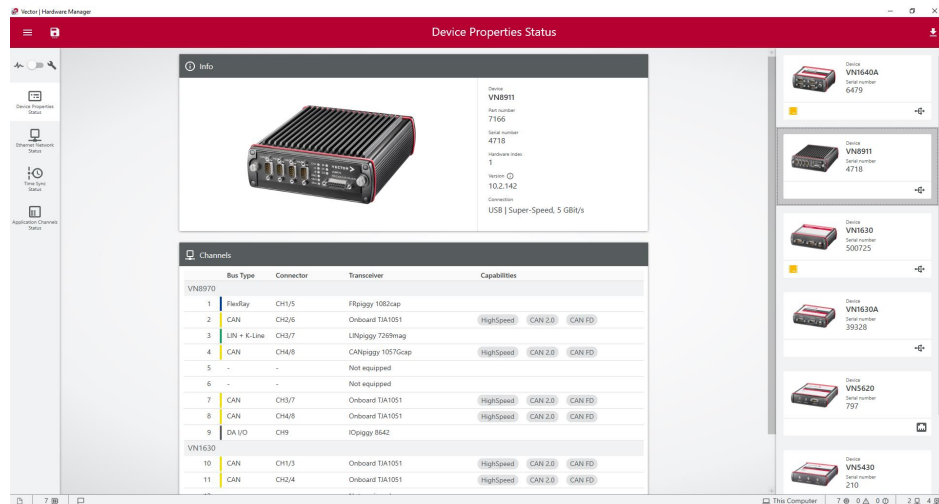 Vector | Hardware Manager
Device Properties Status
Device Properties
Status
Ethernet Network
Status
Time Sync
Status
Application Channels
Status
Info
VECTOR
Device
VN8911
Part number
7166
Serial number
4718
Hardware Index
1
Version
10.2.142
Connection
USB | Super-Speed, 5 GBit/s
Channels
Bus Type Connector Transceiver Capabilities
VN8970
1 FlexRay CH1/5 FRpiggy 1082cap
2 CAN CH2/6 Onboard TJA1051 HighSpeed CAN 2.0 CAN FD
3 LIN + K-Line CH3/7 LINpiggy 7269mag
4 CAN CH4/8 CANpiggy 1057Gcap HighSpeed CAN 2.0 CAN FD
5 - - Not equipped
6 - - Not equipped
7 CAN CH3/7 Onboard TJA1051 HighSpeed CAN 2.0 CAN FD
8 CAN CH4/8 Onboard TJA1051 HighSpeed CAN 2.0 CAN FD
9 DA I/O CH9 IOpiggy 8642
VN1630
10 CAN CH1/3 Onboard TJA1051 HighSpeed CAN 2.0 CAN FD
11 CAN CH2/4 Onboard TJA1051 HighSpeed CAN 2.0 CAN FD
Device
VN1640A
Serial number
6479
Device
VN8911
Serial number
4718
Device
VN1630
Serial number
500725
Device
VN1630A
Serial number
39328
Device
VN5620
Serial number
797
Device
VN5430
Serial number
210
7
This Computer 7 0 0 2 4